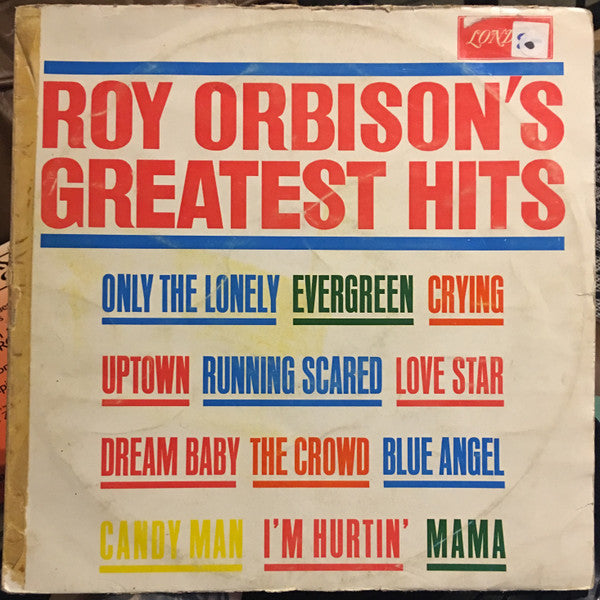 ROY ORBISON'S
GREATEST HITS
ONLY THE LONELY EVERGREEN CRYING
UPTOWN RUNNING SCARED LOVE STAR
DREAM BABY THE CROWD BLUE ANGEL
CANDY MAN I'M HURTIN' MAMA